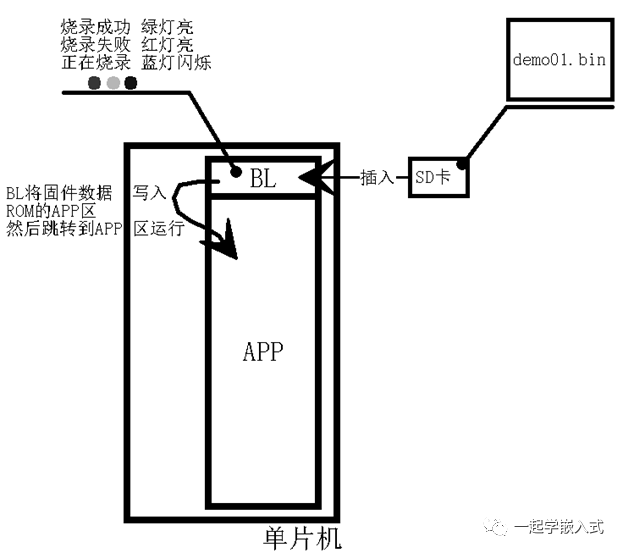 烧录成功 绿灯亮
烧录失败 红灯亮
正在烧录 蓝灯闪烁
demo01.bin
BL
插入
SD卡
BL将固件数据 写入
ROM的APP区
然后跳转到APP 区运行
APP
单片机
一起学嵌入式